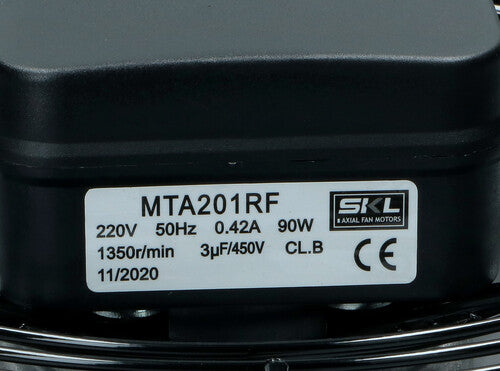 MTA201RF
SKL
AXIAL FAN MOTORS
220V 50Hz 0.42A 90W
1350r/min 3µF/450V CL.B
11/2020
CE